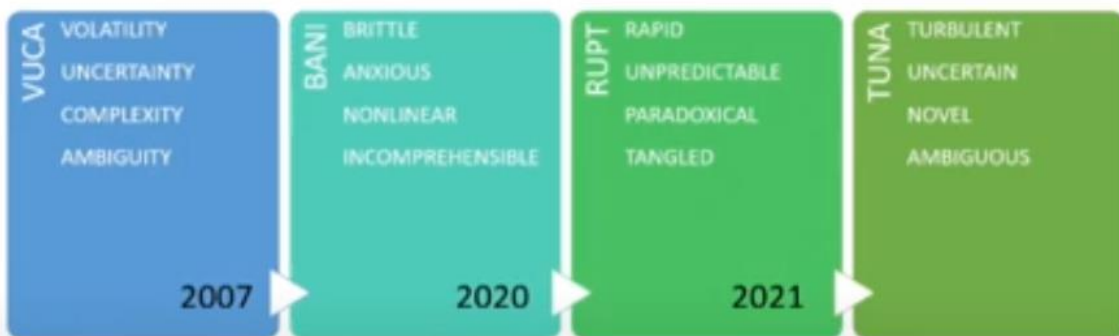 VUCA
VOLATILITY
UNCERTAINTY
COMPLEXITY
AMBIGUITY
2007
BANI
BRITTLE
ANXIOUS
NONLINEAR
INCOMPREHENSIBLE
2020
RUPT
RAPID
UNPREDICTABLE
PARADOXICAL
TANGLED
2021
TUNA
TURBULENT
UNCERTAIN
NOVEL
AMBIGUOUS